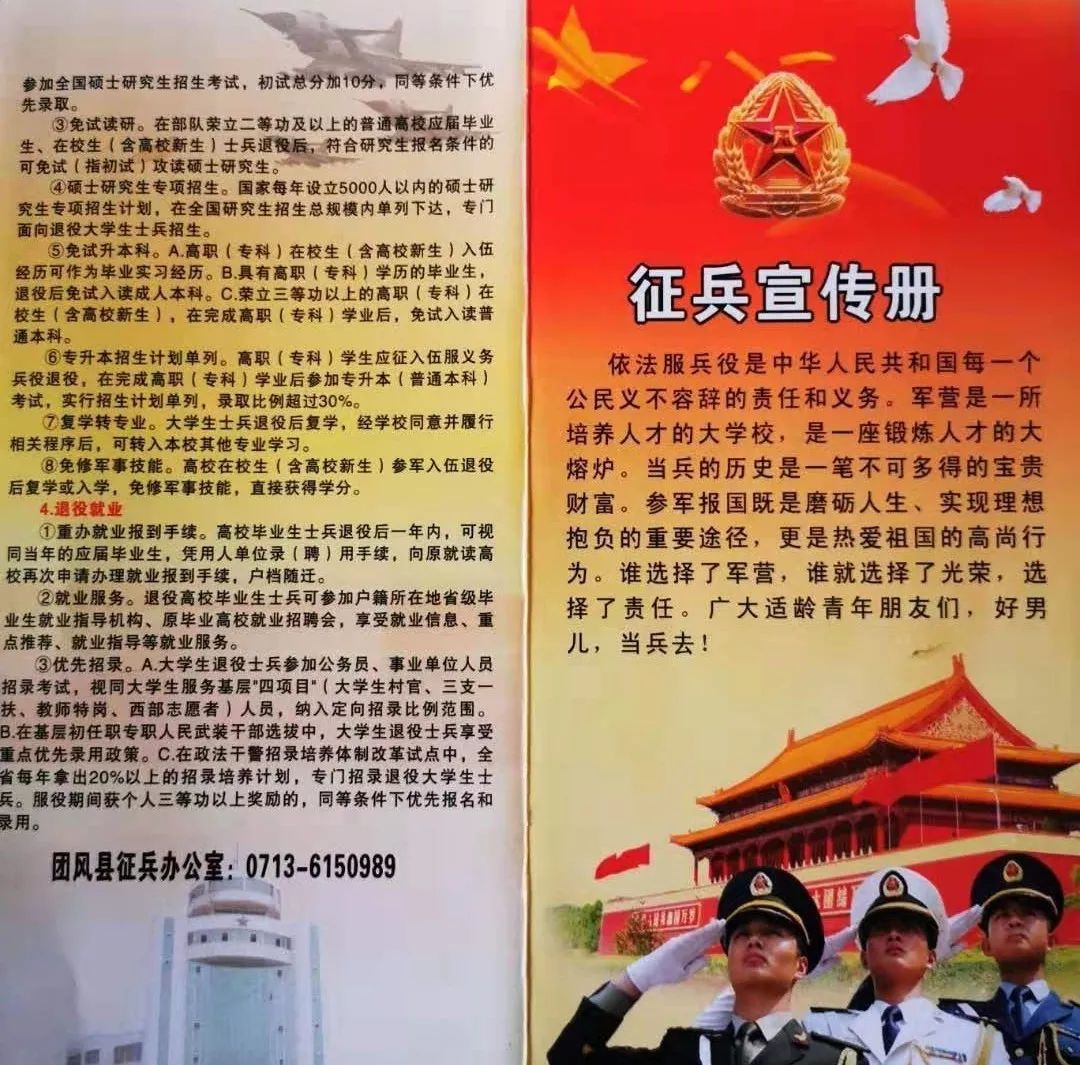 参加全国硕士研究生招生考试，初试总分加10分，同等条件下优
先录取。
③免试读研。在部队荣立二等功及以上的普通高校应届毕业
生、在校生（含高校新生）士兵退役后，符合研究生报名条件的
可免试（指初试）攻读硕士研究生。
④硕士研究生专项招生。国家每年设立5000人以内的硕士研
究生专项招生计划，在全国研究生招生总规模内单列下达，专门
面向退役大学生士兵招生。
⑤免试升本科。A.高职（专科）在校生（含高校新生）入伍
经历可作为毕业实习经历。B.具有高职（专科）学历的毕业生，
退役后免试入读成人本科。C.荣立三等功以上的高职（专科）在
校生（含高校新生），在完成高职（专科）学业后，免试入读普
通本科。
⑥专升本招生计划单列。高职（专科）学生应征入伍服义务
兵役退役，在完成高职（专科）学业后参加专升本（普通本科）
考试，实行招生计划单列，录取比例超过30%。
⑦复学转专业。大学生士兵退役后复学，经学校同意并履行
相关程序后，可转入本校其他专业学习。
⑧免修军事技能。高校在校生（含高校新生）参军入伍退役
后复学或入学，免修军事技能，直接获得学分。
4.退役就业
①重办就业报到手续。高校毕业生士兵退役后一年内，可视
同当年的应届毕业生，凭用人单位录（聘）用手续，向原就读高
校再次申请办理就业报到手续，户档随迁。
②就业服务。退役高校毕业生士兵可参加户籍所在地省级毕
业生就业指导机构、原毕业高校就业招聘会，享受就业信息、重
点推荐、就业指导等就业服务。
③优先招录。A.大学生退役士兵参加公务员、事业单位人员
招录考试，视同大学生服务基层"四项目"（大学生村官、三支一
扶、教师特岗、西部志愿者）人员，纳入定向招录比例范围。
B.在基层初任职专职人民武装干部选拔中，大学生退役士兵享受
重点优先录用政策。C.在政法干警招录培养体制改革试点中，全
省每年拿出20%以上的招录培养计划，专门招录退役大学生士
兵。服役期间获个人三等功以上奖励的，同等条件下优先报名和
录用。
团风县征兵办公室：0713-6150989
征兵宣传册
依法服兵役是中华人民共和国每一个
公民义不容辞的责任和义务。军营是一所
培养人才的大学校，是一座锻炼人才的大
熔炉。当兵的历史是一笔不可多得的宝贵
财富。参军报国既是磨砺人生、实现理想
抱负的重要途径，更是热爱祖国的高尚行
为。谁选择了军营，谁就选择了光荣，选
择了责任。广大适龄青年朋友们，好男
儿，当兵去！